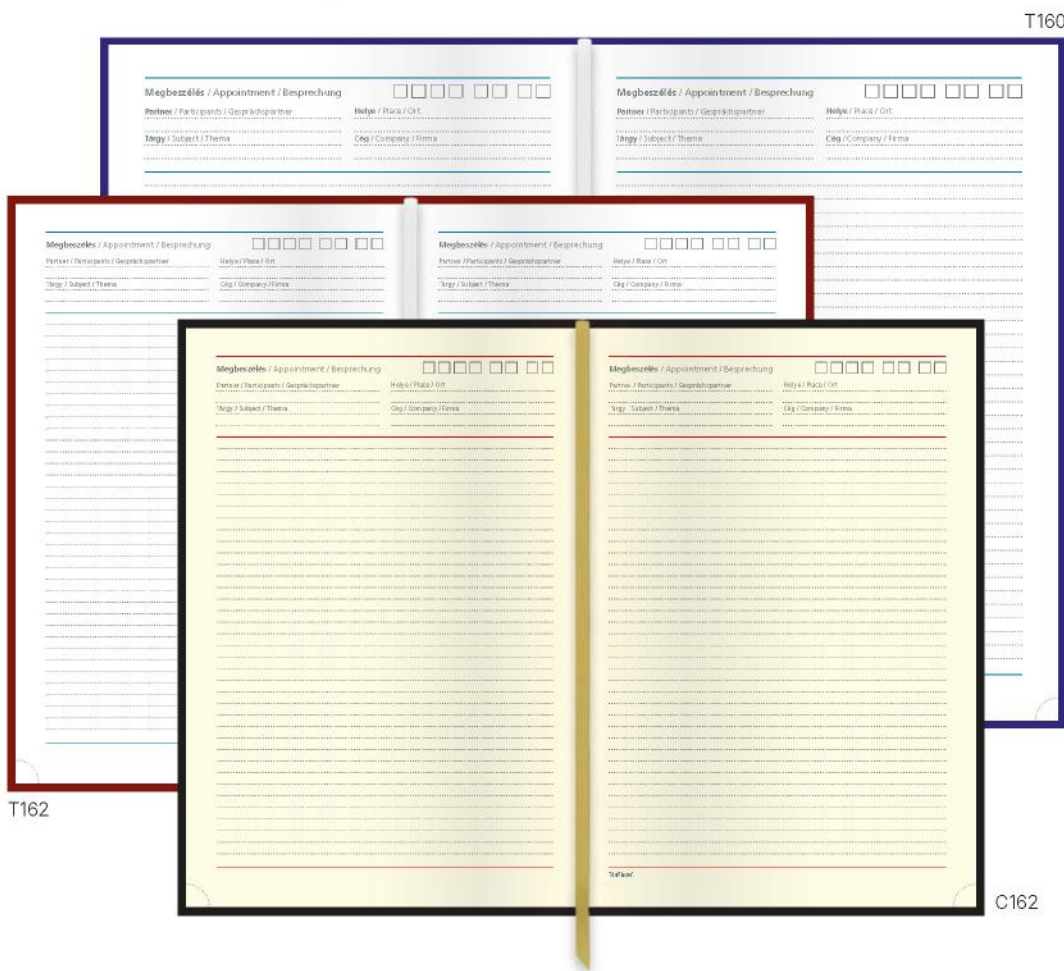 T160
Megbeszélés / Appointment / Besprechung
Partner / Participants / Gesprächspartner Helye / Place / Ort
Tárgy / Subject / Thema Cég / Company / Firma
Megbeszélés / Appointment / Besprechung
Partner / Participants / Gesprächspartner Helye / Place / Ort
Tárgy / Subject / Thema Cég / Company / Firma
Megbeszélés / Appointment / Besprechung
Partner / Participants / Gesprächspartner Helye / Place / Ort
Tárgy / Subject / Thema Cég / Company / Firma
Megbeszélés / Appointment / Besprechung
Partner / Participants / Gesprächspartner Helye / Place / Ort
Tárgy / Subject / Thema Cég / Company / Firma
Megbeszélés / Appointment / Besprechung
Partner / Participants / Gesprächspartner Helye / Place / Ort
Tárgy / Subject / Thema Cég / Company / Firma
Megbeszélés / Appointment / Besprechung
Partner / Participants / Gesprächspartner Helye / Place / Ort
Tárgy / Subject / Thema Cég / Company / Firma
T162
C162